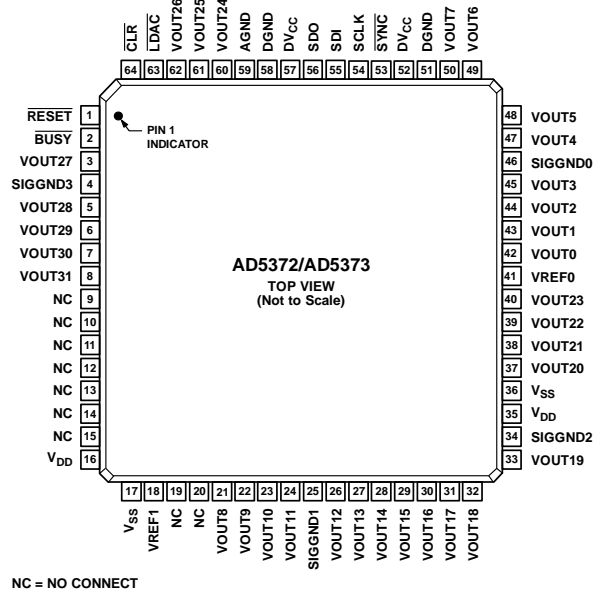 CLR
LDAC
VOUT26
VOUT25
VOUT24
AGND
DGND
DVCC
SDO
SDI
SCLK
SYNC
DVCC
DGND
VOUT7
VOUT6
64 63 62 61 60 59 58 57 56 55 54 53 52 51 50 49
RESET 1
BUSY 2
VOUT27 3
SIGGND3 4
VOUT28 5
VOUT29 6
VOUT30 7
VOUT31 8
NC 9
NC 10
NC 11
NC 12
NC 13
NC 14
NC 15
VDD 16
PIN 1
INDICATOR
AD5372/AD5373
TOP VIEW
(Not to Scale)
48 VOUT5
47 VOUT4
46 SIGGND0
45 VOUT3
44 VOUT2
43 VOUT1
42 VOUT0
41 VREF0
40 VOUT23
39 VOUT22
38 VOUT21
37 VOUT20
36 VSS
35 VDD
34 SIGGND2
33 VOUT19
17 18 19 20 21 22 23 24 25 26 27 28 29 30 31 32
VSS
VREF1
NC
NC
VOUT8
VOUT9
VOUT10
VOUT11
SIGGND1
VOUT12
VOUT13
VOUT14
VOUT15
VOUT16
VOUT17
VOUT18
NC = NO CONNECT